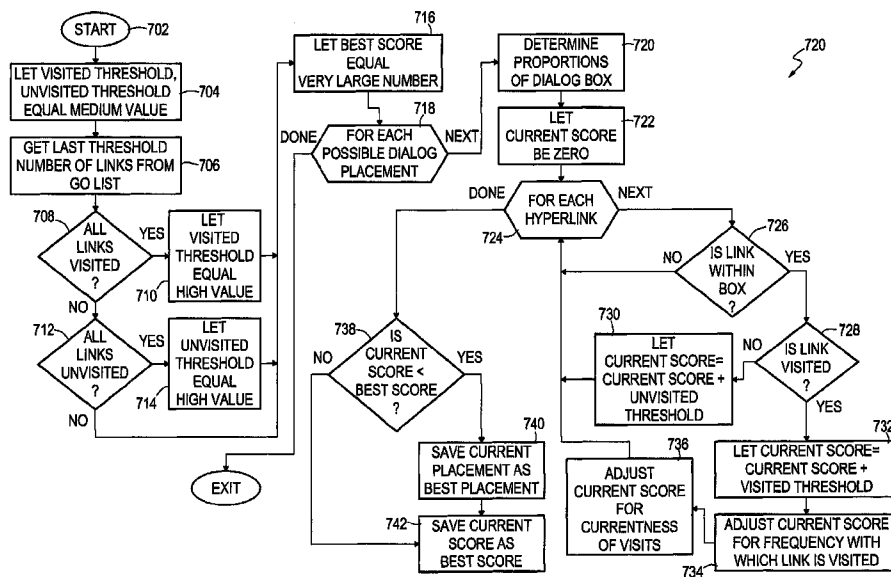 START
702
LET VISITED THRESHOLD,
UNVISITED THRESHOLD
EQUAL MEDIUM VALUE
704
GET LAST THRESHOLD
NUMBER OF LINKS FROM
GO LIST
706
708
ALL
LINKS
VISITED
?
YES
NO
LET
VISITED
THRESHOLD
EQUAL
HIGH VALUE
710
712
ALL
LINKS
UNVISITED
?
YES
NO
LET
UNVISITED
THRESHOLD
EQUAL
HIGH VALUE
714
EXIT
716
LET BEST SCORE
EQUAL
VERY LARGE NUMBER
718
DONE
FOR EACH
POSSIBLE DIALOG
PLACEMENT
NEXT
DETERMINE
PROPORTIONS
OF DIALOG BOX
720
720
LET
CURRENT SCORE
BE ZERO
722
DONE
FOR EACH
HYPERLINK
NEXT
724
726
NO
IS LINK
WITHIN
BOX
?
YES
728
NO
IS LINK
VISITED
?
YES
730
LET
CURRENT SCORE=
CURRENT SCORE +
UNVISITED
THRESHOLD
732
LET CURRENT SCORE=
CURRENT SCORE +
VISITED THRESHOLD
ADJUST CURRENT SCORE
FOR FREQUENCY WITH
WHICH LINK IS VISITED
734
736
ADJUST
CURRENT SCORE
FOR
CURRENTNESS
OF VISITS
738
NO
IS
CURRENT
SCORE <
BEST SCORE
?
YES
740
SAVE CURRENT
PLACEMENT AS
BEST PLACEMENT
742
SAVE CURRENT
SCORE AS
BEST SCORE